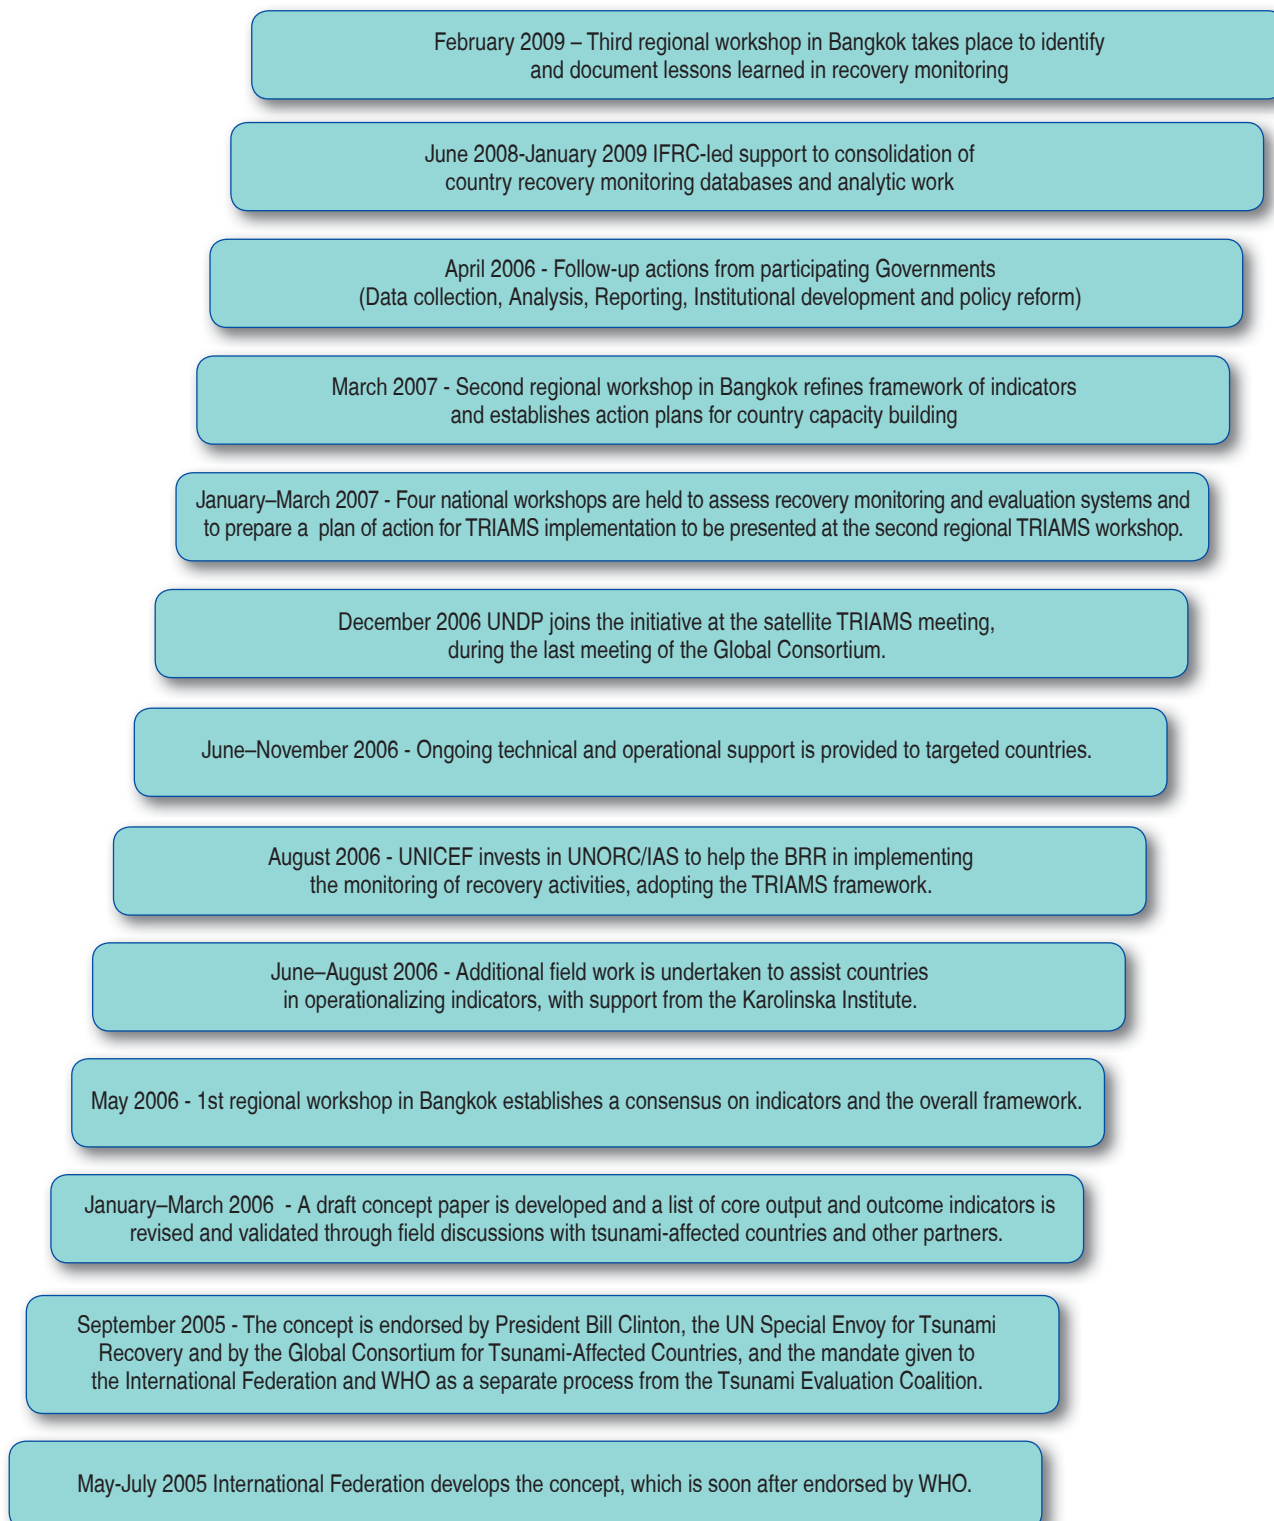 February 2009 – Third regional workshop in Bangkok takes place to identify
and document lessons learned in recovery monitoring
June 2008-January 2009 IFRC-led support to consolidation of
country recovery monitoring databases and analytic work
April 2006 - Follow-up actions from participating Governments
(Data collection, Analysis, Reporting, Institutional development and policy reform)
March 2007 - Second regional workshop in Bangkok refines framework of indicators
and establishes action plans for country capacity building
January–March 2007 - Four national workshops are held to assess recovery monitoring and evaluation systems and
to prepare a plan of action for TRIAMS implementation to be presented at the second regional TRIAMS workshop.
December 2006 UNDP joins the initiative at the satellite TRIAMS meeting,
during the last meeting of the Global Consortium.
June–November 2006 - Ongoing technical and operational support is provided to targeted countries.
August 2006 - UNICEF invests in UNORC/IAS to help the BRR in implementing
the monitoring of recovery activities, adopting the TRIAMS framework.
June–August 2006 - Additional field work is undertaken to assist countries
in operationalizing indicators, with support from the Karolinska Institute.
May 2006 - 1st regional workshop in Bangkok establishes a consensus on indicators and the overall framework.
January–March 2006 - A draft concept paper is developed and a list of core output and outcome indicators is
revised and validated through field discussions with tsunami-affected countries and other partners.
September 2005 - The concept is endorsed by President Bill Clinton, the UN Special Envoy for Tsunami
Recovery and by the Global Consortium for Tsunami-Affected Countries, and the mandate given to
the International Federation and WHO as a separate process from the Tsunami Evaluation Coalition.
May-July 2005 International Federation develops the concept, which is soon after endorsed by WHO.